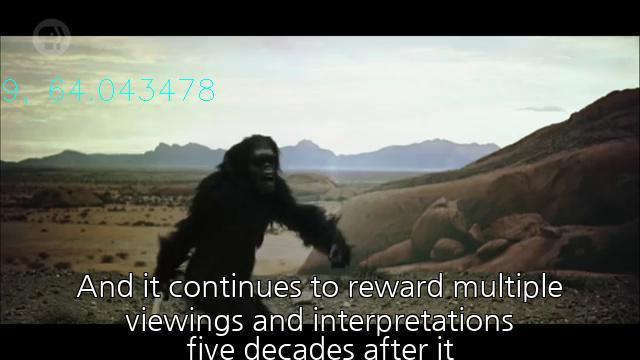 9, 64.043478
And it continues to reward multiple
viewings and interpretations
five decades after it